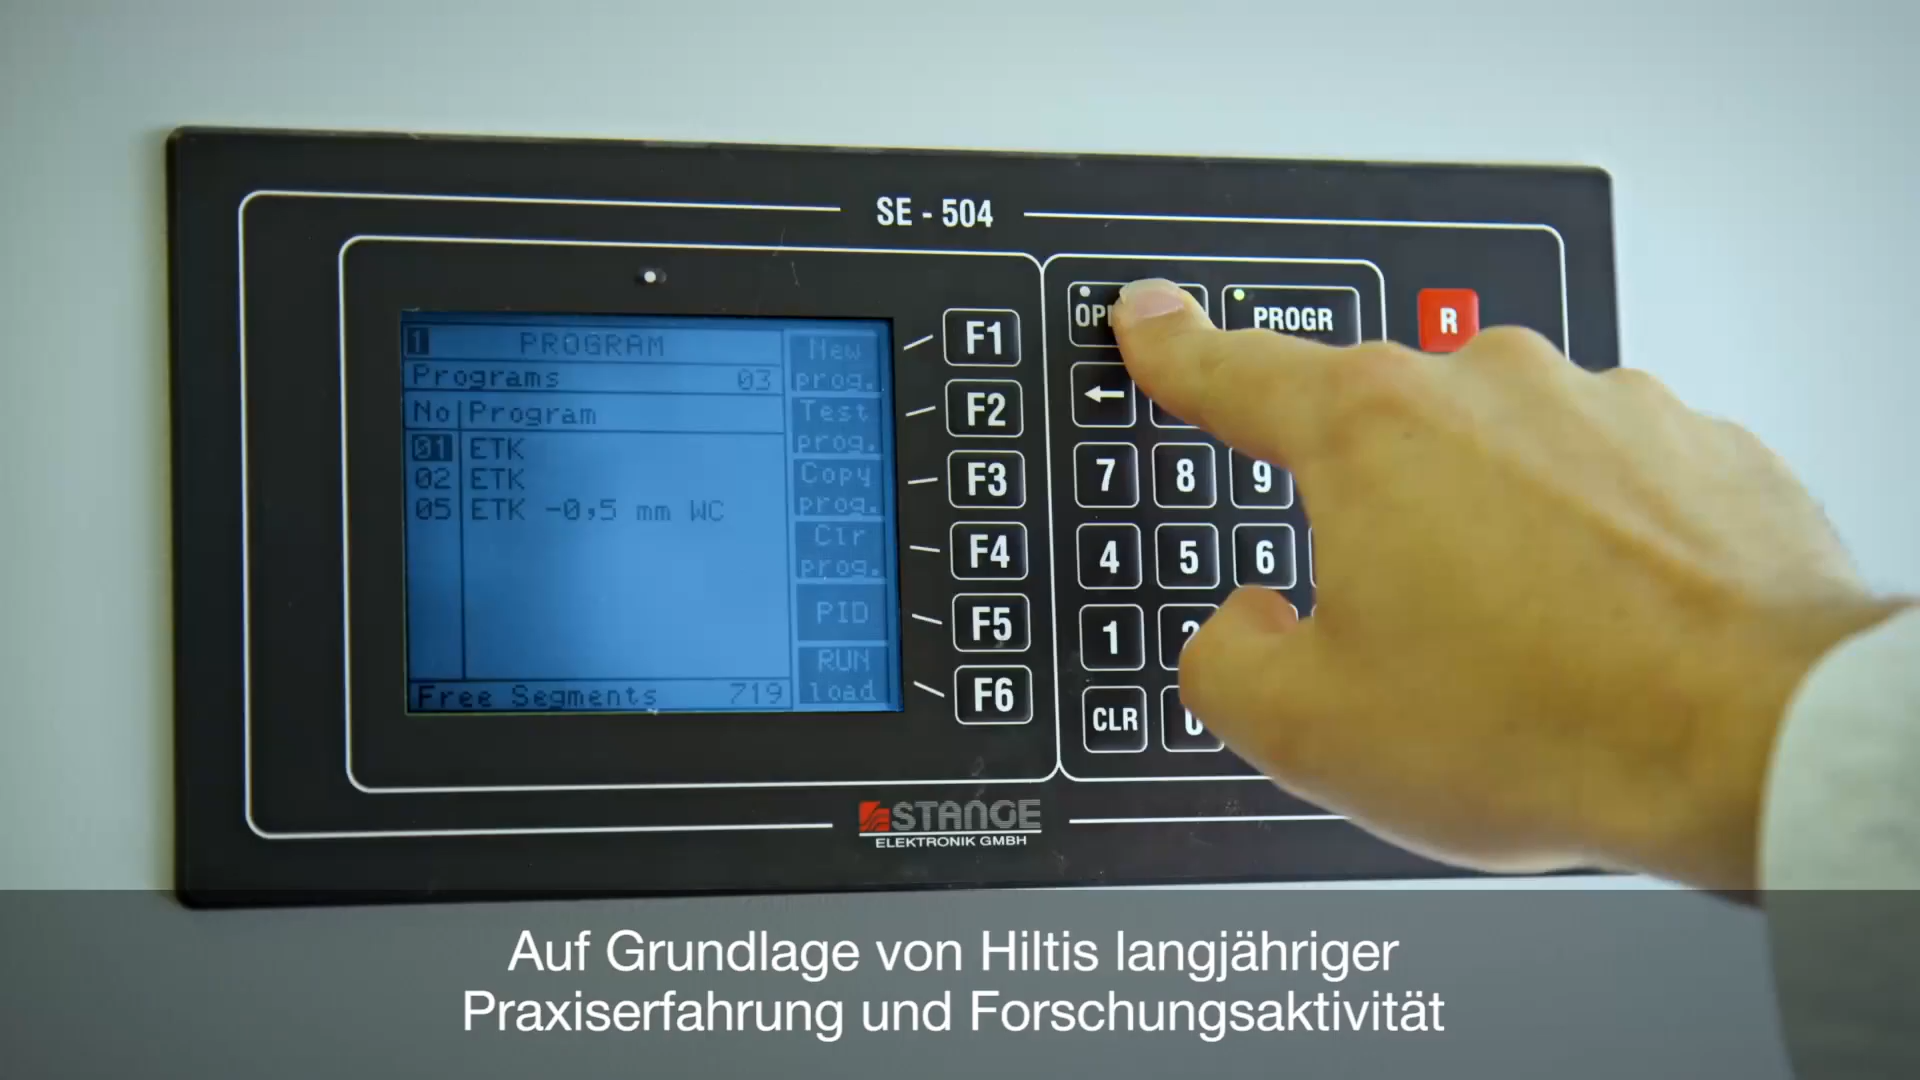 SE - 504
1 PROGRAM
Programs 03
No Program
01 ETK
02 ETK
05 ETK -0,5 mm WC
Free Segments 719
New
prog.
Test
prog.
Copy
prog.
Clr
prog.
PID
RUN
load
F1
F2
F3
F4
F5
F6
PROGR
R
←
7 8 9
4 5 6
1 2
CLR 0
STANGE
ELEKTRONIK GMBH
Auf Grundlage von Hiltis langjähriger
Praxiserfahrung und Forschungsaktivität